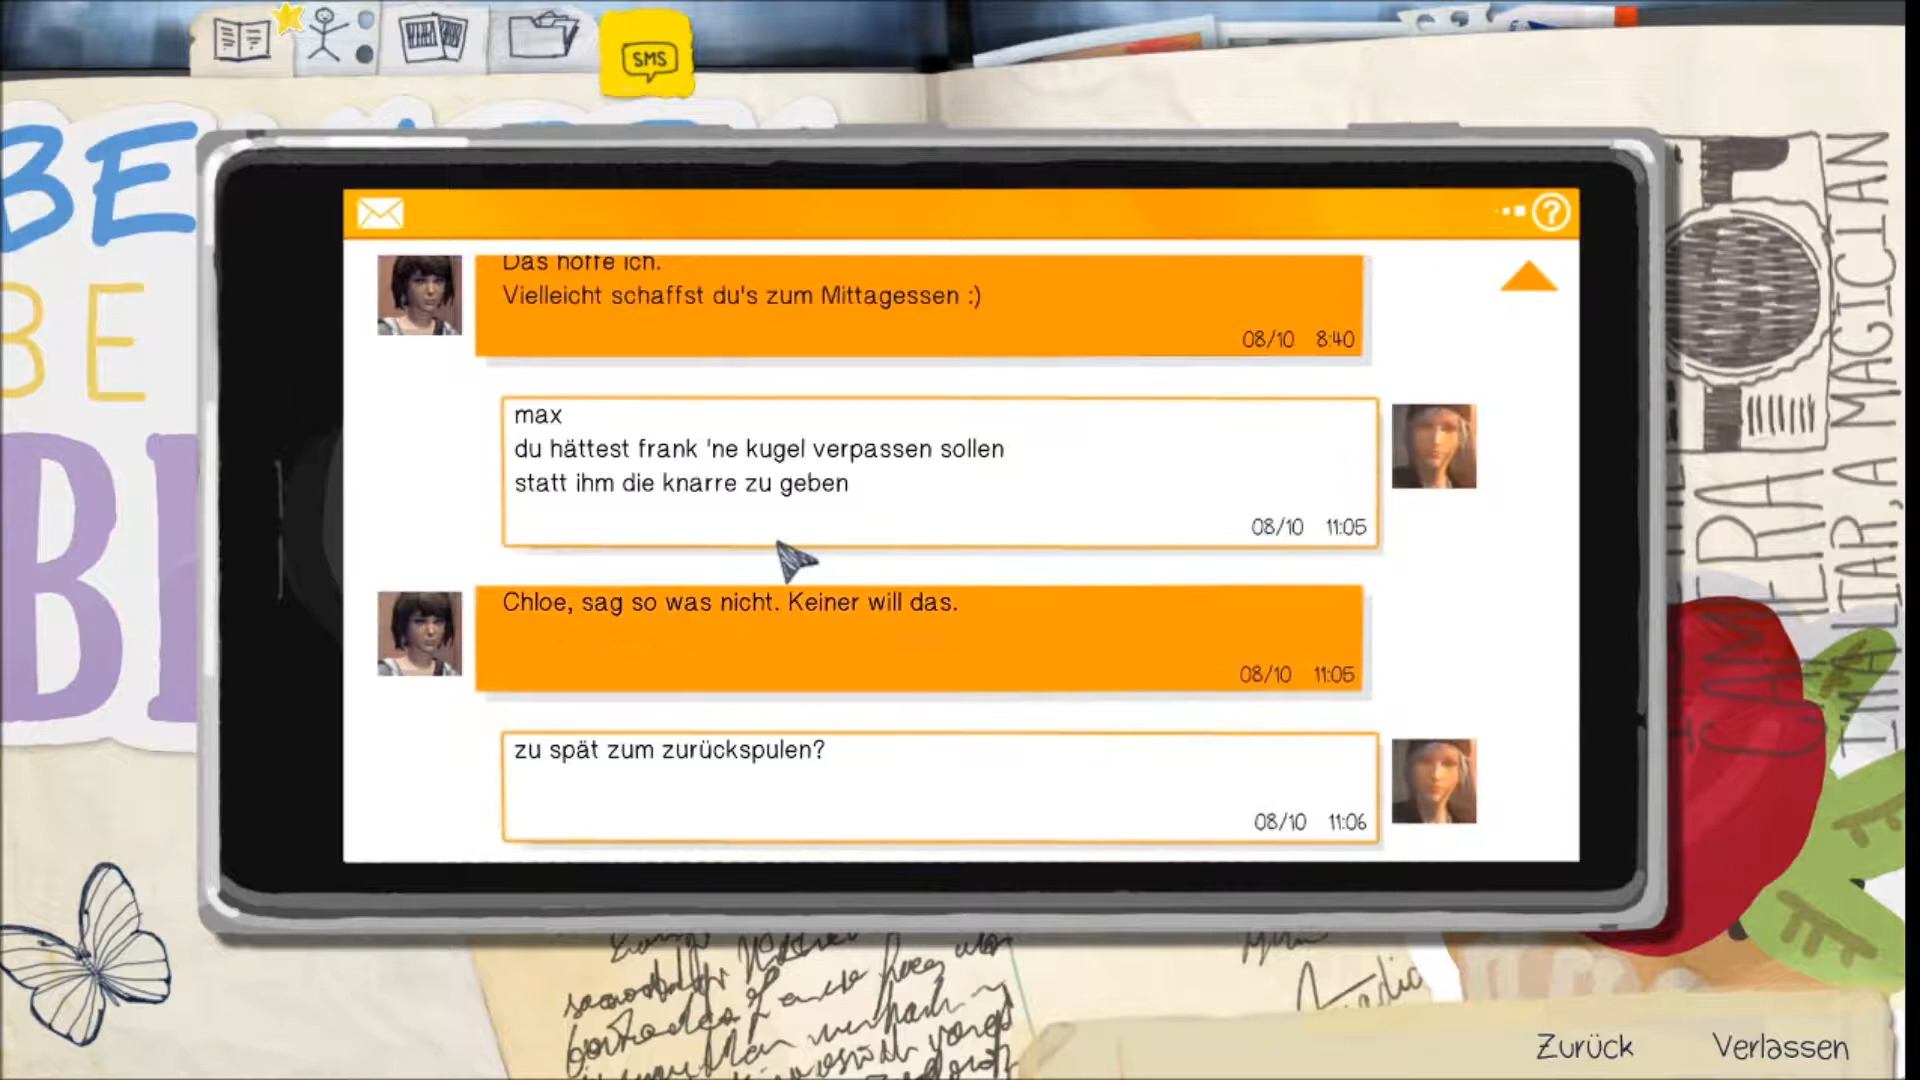 SMS
BE
BE
Das hoffe ich.
Vielleicht schaffst du's zum Mittagessen :)
08/10 8:40
max
du hättest frank 'ne kugel verpassen sollen
statt ihm die knarre zu geben
08/10 11:05
Chloe, sag so was nicht. Keiner will das.
08/10 11:05
zu spät zum zurückspulen?
08/10 11:06
?
CAMERA
LIAR, A MAGICIAN
Zurück
Verlassen